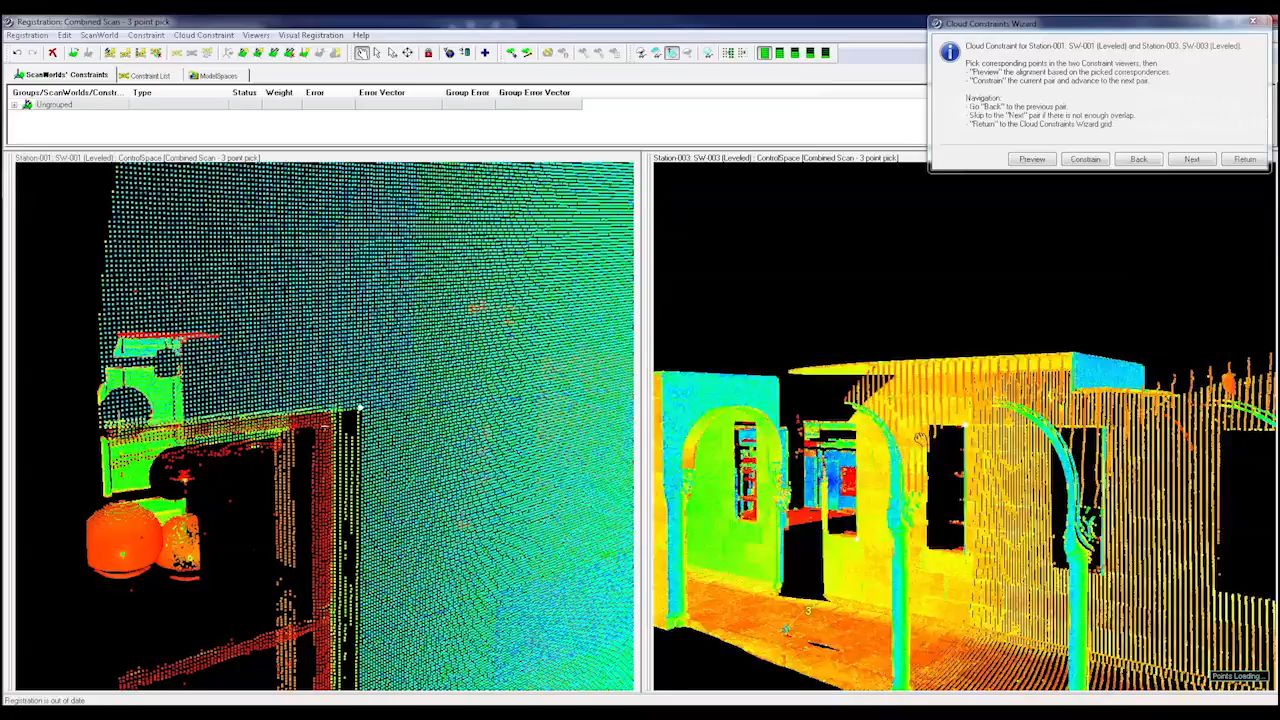 Registration: Combined Scan - 3 point pick
Registration Edit ScanWorld Constraint Cloud Constraint Viewers Visual Registration Help
ScanWorlds' Constraints Constraint List ModelSpaces
Groups/ScanWorlds/Constr... Type Status Weight Error Error Vector Group Error Group Error Vector
Ungrouped
Cloud Constraints Wizard
Cloud Constraint for Station-001: SW-001 (Leveled) and Station-003: SW-003 (Leveled).
Pick corresponding points in the two Constraint viewers, then
- "Preview" the alignment based on the picked correspondences.
- "Constrain" the current pair and advance to the next pair.
Navigation:
- Go "Back" to the previous pair.
- Skip to the "Next" pair if there is not enough overlap.
- "Return" to the Cloud Constraints Wizard grid
Preview Constrain Back Next Return
Station-001: SW-001 (Leveled) : ControlSpace [Combined Scan - 3 point pick]
Station-003: SW-003 (Leveled) : ControlSpace [Combined Scan - 3 point pick]
3
Points Loading...
Registration is out of date